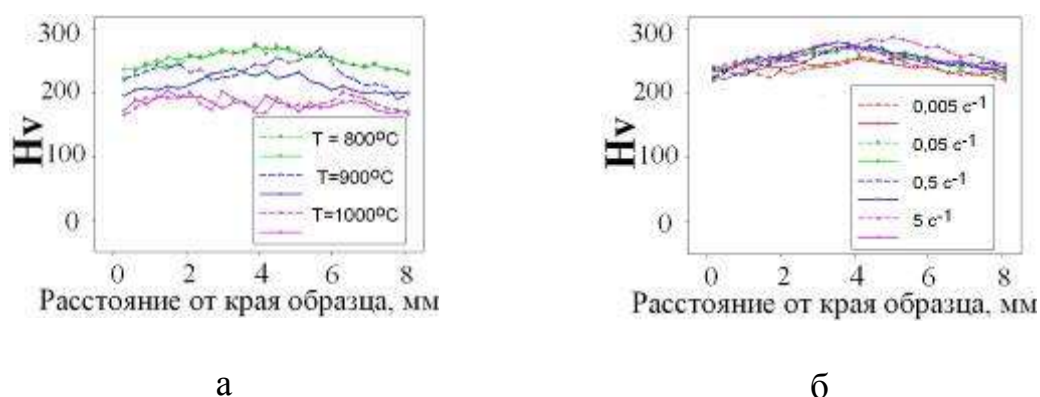 300
200
100
0
Hv
T = 800ºC
T=900ºC
T=1000ºC
0 2 4 6 8
Расстояние от края образца, мм
а
300
200
100
0
Hv
0,005 c-1
0,05 c-1
0,5 c-1
5 c-1
0 2 4 6 8
Расстояние от края образца, мм
б